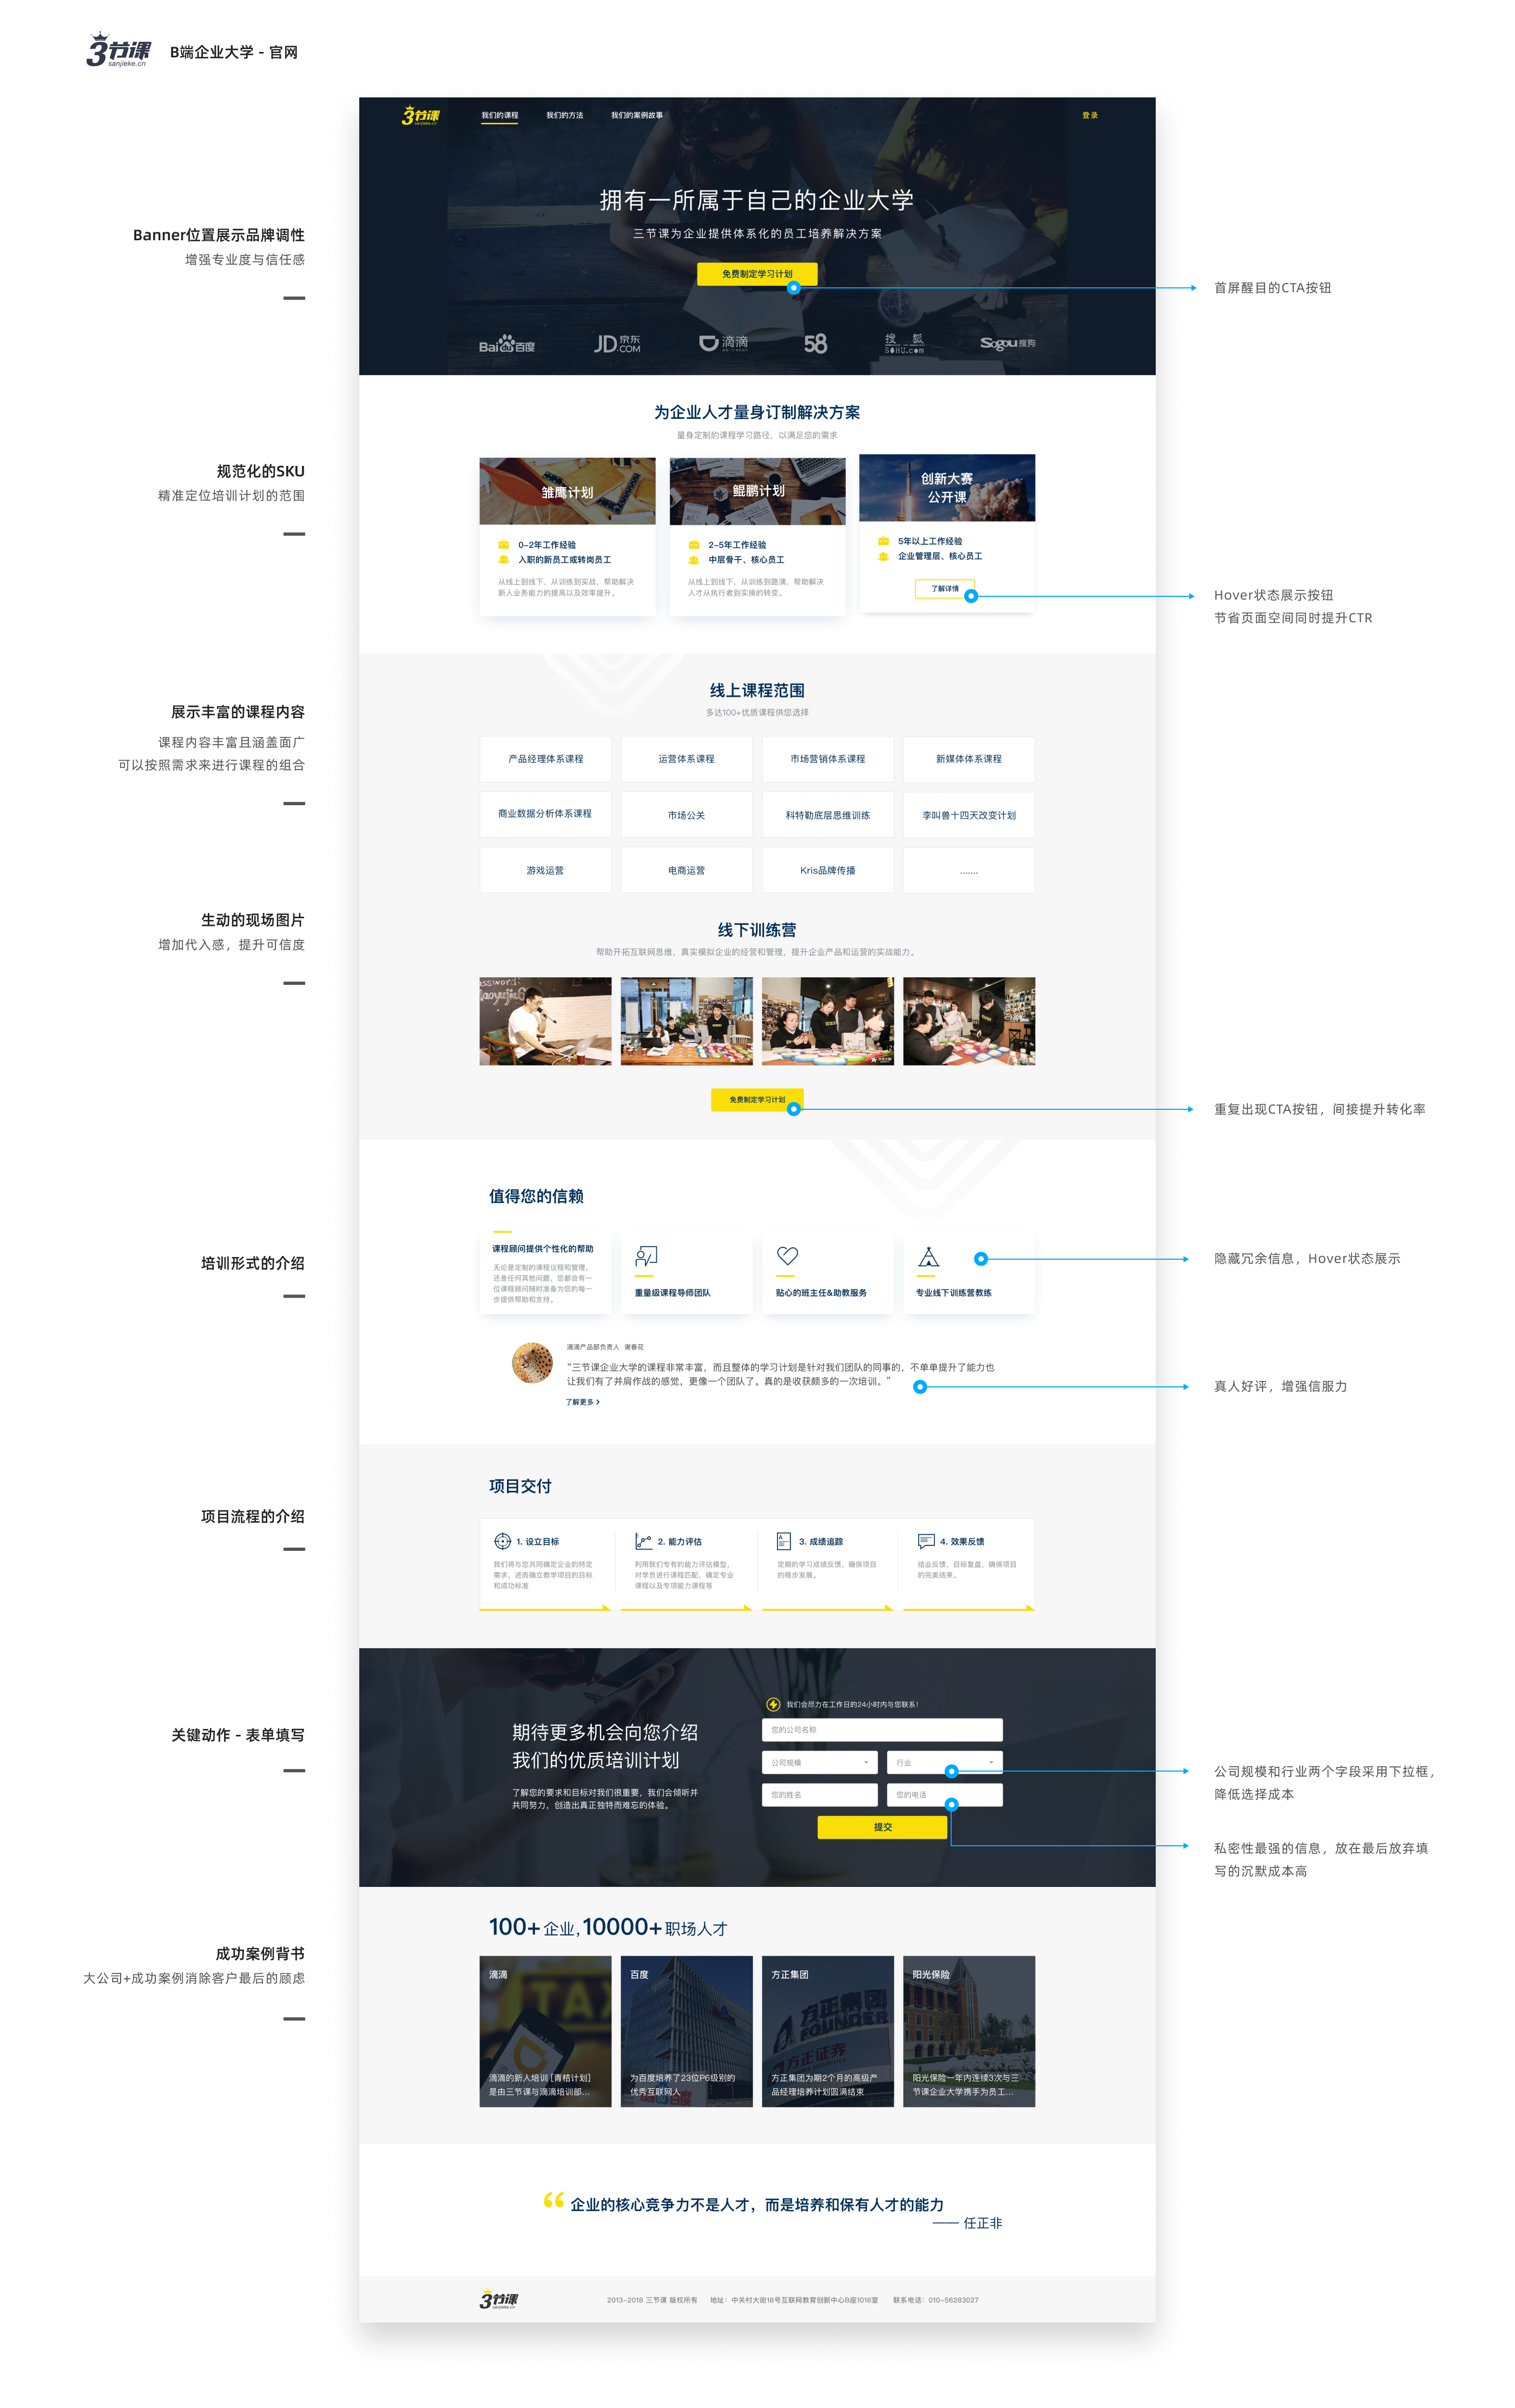 3节课
sanjieke.cn
B端企业大学 - 官网
3节课
sanjieke.cn
我们的课程
我们的方法
我们的案例故事
登录
拥有一所属于自己的企业大学
三节课为企业提供体系化的员工培养解决方案
免费制定学习计划
Banner位置展示品牌调性
增强专业度与信任感
首屏醒目的CTA按钮
Bai du 百度
JD 京东
.COM
滴滴
58
搜狐
SOHU.com
Sogou搜狗
为企业人才量身订制解决方案
量身定制的课程学习路径，以满足您的需求
规范化的SKU
精准定位培训计划的范围
雏鹰计划
0-2年工作经验
入职的新员工或转岗员工
从线上到线下，从训练到实战，帮助解决
新人业务能力的提高以及效率提升。
鲲鹏计划
2-5年工作经验
中层骨干、核心员工
从线上到线下，从训练到路演，帮助解决
人才从执行者到实操的转变。
创新大赛
公开课
5年以上工作经验
企业管理层、核心员工
了解详情
Hover状态展示按钮
节省页面空间同时提升CTR
展示丰富的课程内容
课程内容丰富且涵盖面广
可以按照需求来进行课程的组合
线上课程范围
多达100+优质课程供您选择
产品经理体系课程
运营体系课程
市场营销体系课程
新媒体体系课程
商业数据分析体系课程
市场公关
科特勒底层思维训练
李叫兽十四天改变计划
游戏运营
电商运营
Kris品牌传播
.......
生动的现场图片
增加代入感，提升可信度
线下训练营
帮助开拓互联网思维，真实模拟企业的经营和管理，提升企业产品和运营的实战能力。
免费制定学习计划
重复出现CTA按钮，间接提升转化率
值得您的信赖
培训形式的介绍
课程顾问提供个性化的帮助
无论是定制的课程议程和管理，
还是任何其他问题，您都会有一
位课程顾问随时准备为您的每一
步提供帮助和支持。
重量级课程导师团队
贴心的班主任&助教服务
专业线下训练营教练
隐藏冗余信息，Hover状态展示
滴滴产品部负责人 谢春花
“三节课企业大学的课程非常丰富，而且整体的学习计划是针对我们团队的同事的，不单单提升了能力也
让我们有了并肩作战的感觉，更像一个团队了。真的是收获颇多的一次培训。”
了解更多 >
真人好评，增强信服力
项目交付
项目流程的介绍
1. 设立目标
我们将与您共同确定企业的特定
需求，进而确立教学项目的目标
和成功标准
2. 能力评估
利用我们专有的能力评估模型，
对学员进行课程匹配，确定专业
课程以及专项能力课程等
3. 成绩追踪
定期的学习成绩反馈，确保项目
的稳步发展。
4. 效果反馈
结业反馈，目标复盘，确保项目
的完美结束。
关键动作 - 表单填写
期待更多机会向您介绍
我们的优质培训计划
了解您的要求和目标对我们很重要，我们会倾听并
共同努力，创造出真正独特而难忘的体验。
我们会尽力在工作日的24小时内与您联系！
您的公司名称
公司规模
行业
您的姓名
您的电话
提交
公司规模和行业两个字段采用下拉框，
降低选择成本
私密性最强的信息，放在最后放弃填
写的沉默成本高
100+企业,10000+职场人才
成功案例背书
大公司+成功案例消除客户最后的顾虑
滴滴
滴滴的新人培训 [青桔计划]
是由三节课与滴滴培训部...
百度
为百度培养了23位P6级别的
优秀互联网人
方正集团
方正集团为期2个月的高级产
品经理培养计划圆满结束
阳光保险
阳光保险一年内连续3次与三
节课企业大学携手为员工...
“企业的核心竞争力不是人才，而是培养和保有人才的能力
—— 任正非
3节课
sanjieke.cn
2013-2018 三节课 版权所有
地址：中关村大街18号互联网教育创新中心B座1016室
联系电话：010-56283027